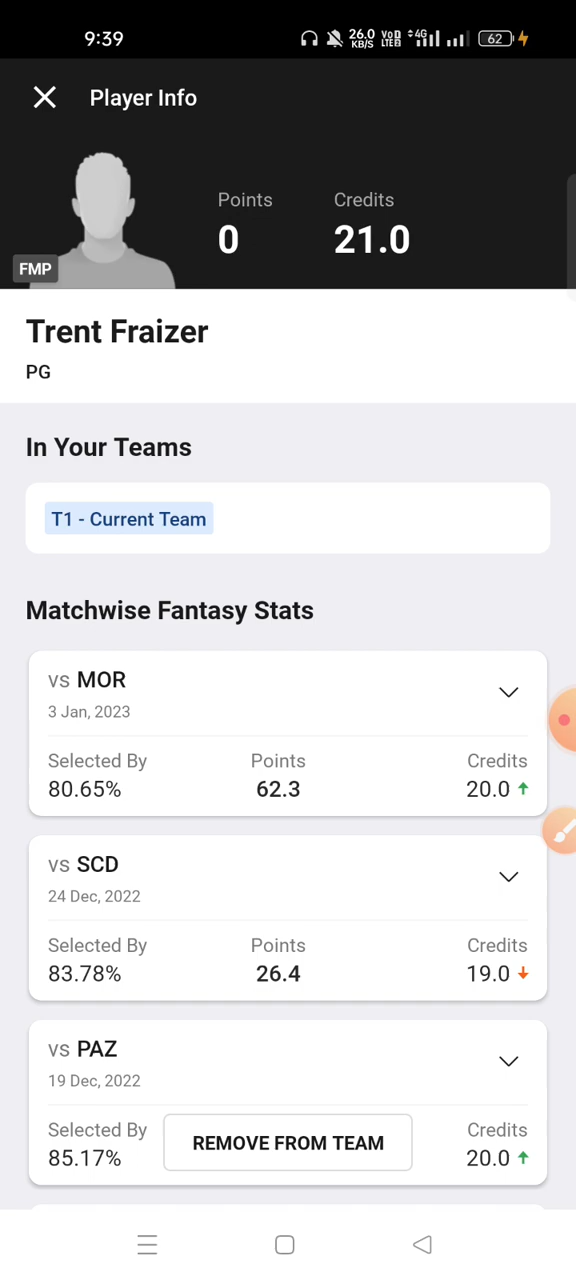 9:39
26.0 KB/S VoD LTE 4G 62
Player Info
Points Credits
0 21.0
FMP
Trent Fraizer
PG
In Your Teams
T1 - Current Team
Matchwise Fantasy Stats
vs MOR
3 Jan, 2023
Selected By Points Credits
80.65% 62.3 20.0
vs SCD
24 Dec, 2022
Selected By Points Credits
83.78% 26.4 19.0
vs PAZ
19 Dec, 2022
Selected By Credits
REMOVE FROM TEAM
85.17% 20.0